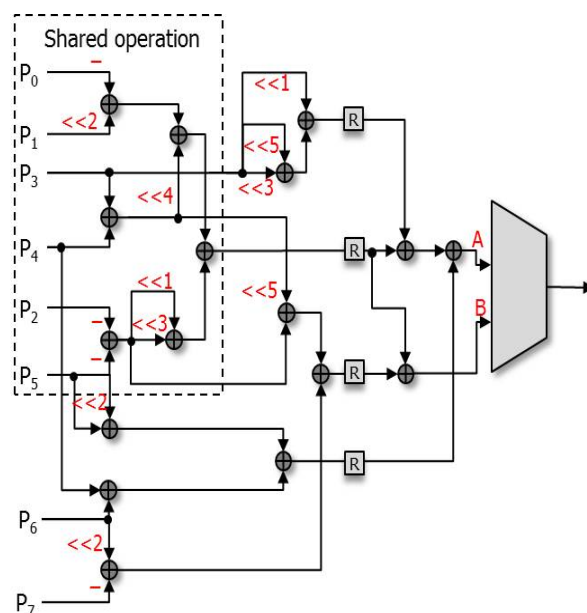 Shared operation
P0
−
<<1
R
P1
<<2
<<5
P3
<<3
<<4
A
P4
R
<<1
<<5
P2
−
<<3
B
−
R
P5
<<2
R
P6
<<2
−
P7